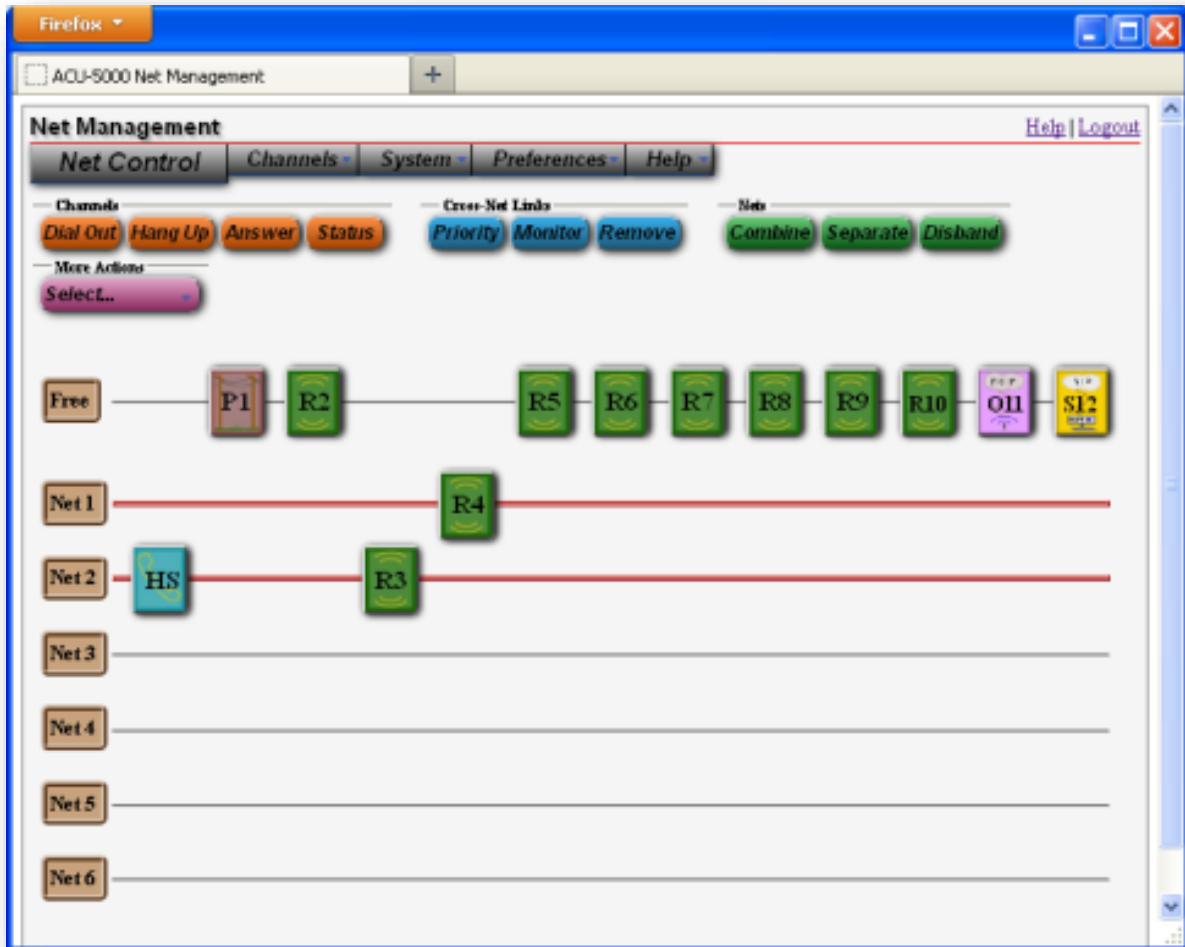 Firefox
ACU-5000 Net Management +
Net Management Help | Logout
Net Control Channels System Preferences Help
Channels Cross-Net Links Nets
Dial Out Hang Up Answer Status Priority Monitor Remove Combine Separate Disband
More Actions
Select...
Free P1 R2 R5 R6 R7 R8 R9 R10 O11 S12
Net 1 R4
Net 2 HS R3
Net 3
Net 4
Net 5
Net 6